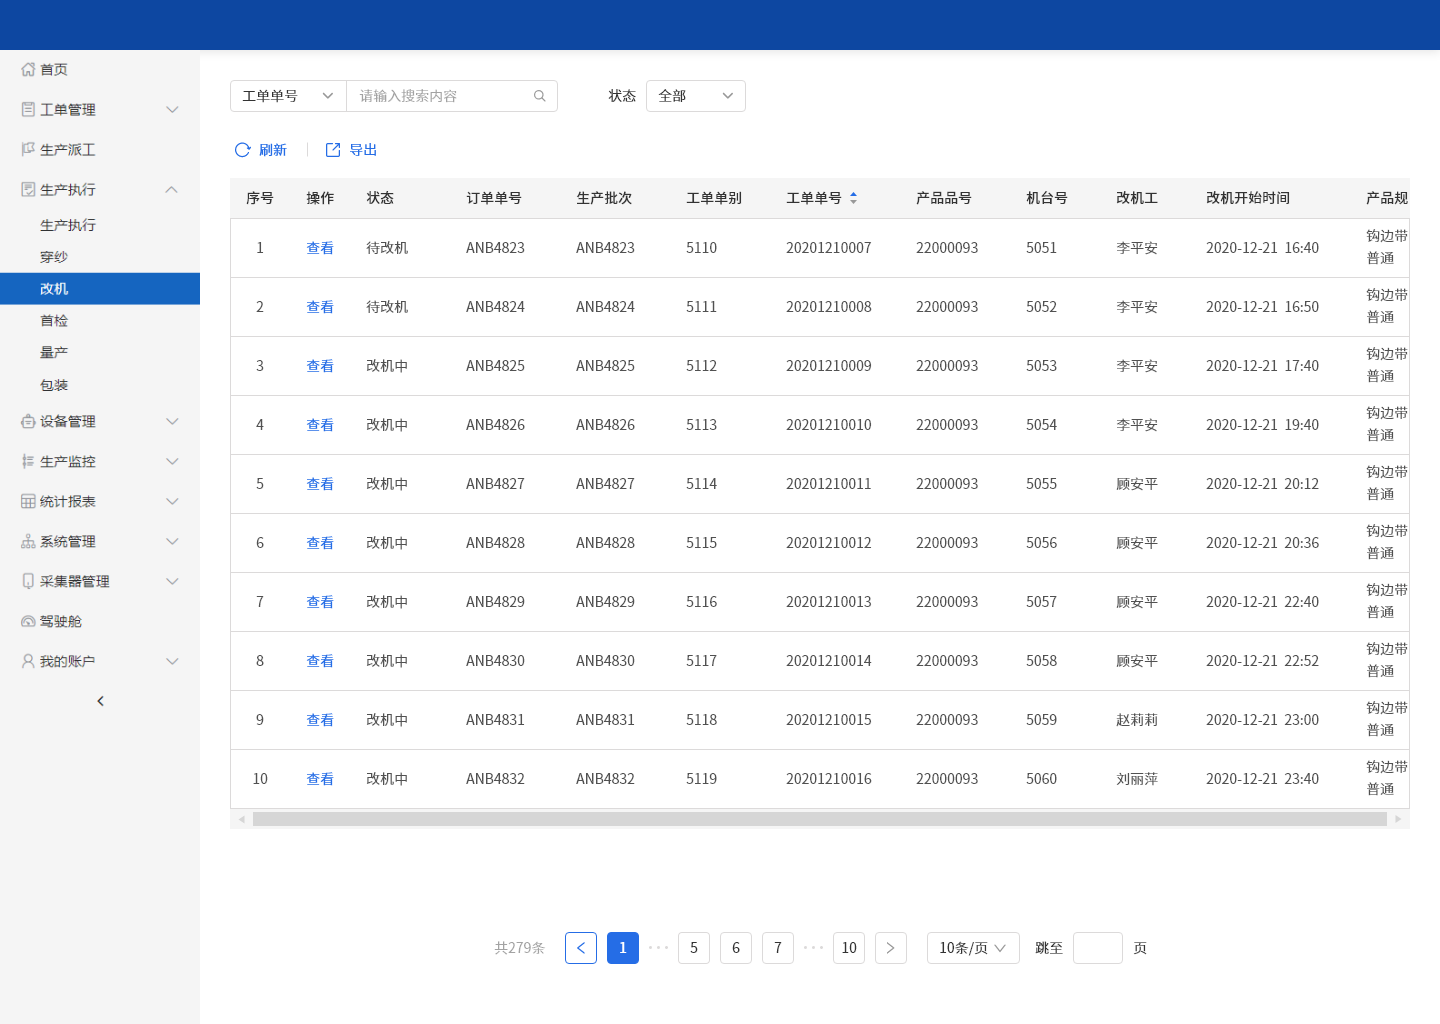 首页
工单管理
生产派工
生产执行
生产执行
穿纱
改机
首检
量产
包装
设备管理
生产监控
统计报表
系统管理
采集器管理
驾驶舱
我的账户
工单单号 请输入搜索内容 状态 全部
刷新 导出
序号 操作 状态 订单单号 生产批次 工单单别 工单单号 产品品号 机台号 改机工 改机开始时间 产品规
1 查看 待改机 ANB4823 ANB4823 5110 20201210007 22000093 5051 李平安 2020-12-21 16:40 钩边带
普通
2 查看 待改机 ANB4824 ANB4824 5111 20201210008 22000093 5052 李平安 2020-12-21 16:50 钩边带
普通
3 查看 改机中 ANB4825 ANB4825 5112 20201210009 22000093 5053 李平安 2020-12-21 17:40 钩边带
普通
4 查看 改机中 ANB4826 ANB4826 5113 20201210010 22000093 5054 李平安 2020-12-21 19:40 钩边带
普通
5 查看 改机中 ANB4827 ANB4827 5114 20201210011 22000093 5055 顾安平 2020-12-21 20:12 钩边带
普通
6 查看 改机中 ANB4828 ANB4828 5115 20201210012 22000093 5056 顾安平 2020-12-21 20:36 钩边带
普通
7 查看 改机中 ANB4829 ANB4829 5116 20201210013 22000093 5057 顾安平 2020-12-21 22:40 钩边带
普通
8 查看 改机中 ANB4830 ANB4830 5117 20201210014 22000093 5058 顾安平 2020-12-21 22:52 钩边带
普通
9 查看 改机中 ANB4831 ANB4831 5118 20201210015 22000093 5059 赵莉莉 2020-12-21 23:00 钩边带
普通
10 查看 改机中 ANB4832 ANB4832 5119 20201210016 22000093 5060 刘丽萍 2020-12-21 23:40 钩边带
普通
共279条 1 ··· 5 6 7 ··· 10 10条/页 跳至 页